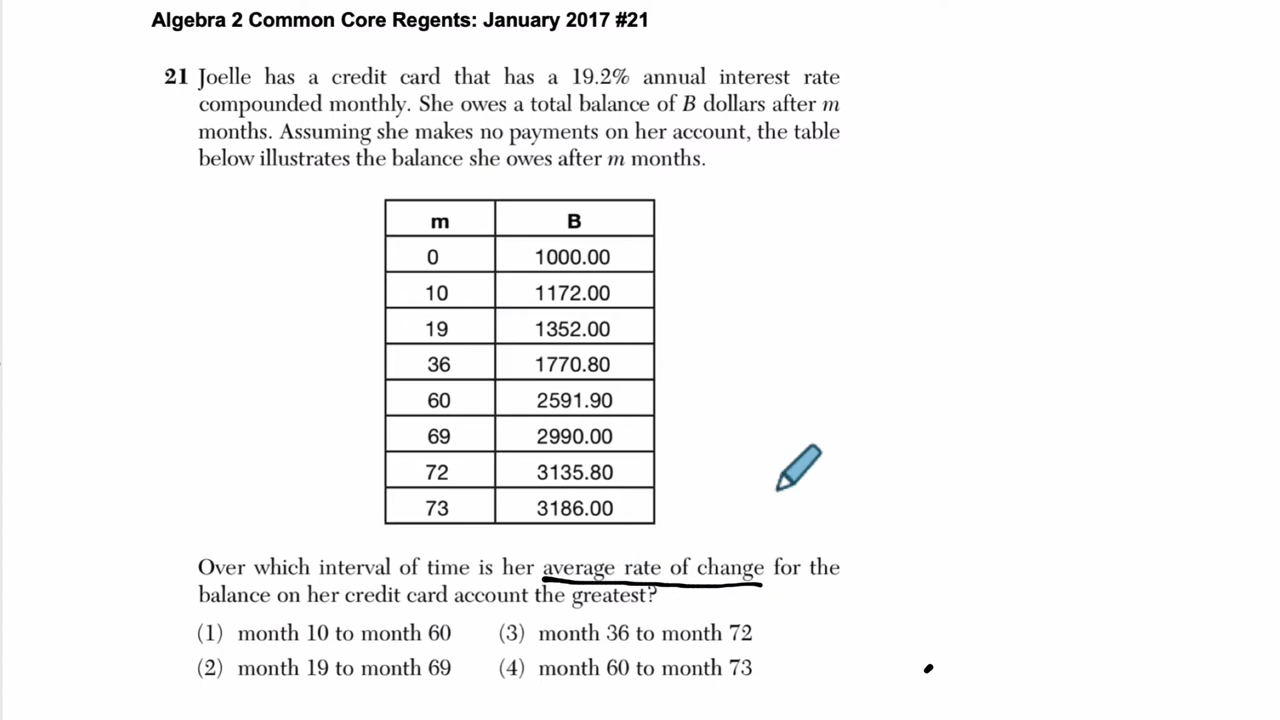 Algebra 2 Common Core Regents: January 2017 #21
21 Joelle has a credit card that has a 19.2% annual interest rate
compounded monthly. She owes a total balance of B dollars after m
months. Assuming she makes no payments on her account, the table
below illustrates the balance she owes after m months.
m B
0 1000.00
10 1172.00
19 1352.00
36 1770.80
60 2591.90
69 2990.00
72 3135.80
73 3186.00
Over which interval of time is her average rate of change for the
balance on her credit card account the greatest?
(1) month 10 to month 60 (3) month 36 to month 72
(2) month 19 to month 69 (4) month 60 to month 73